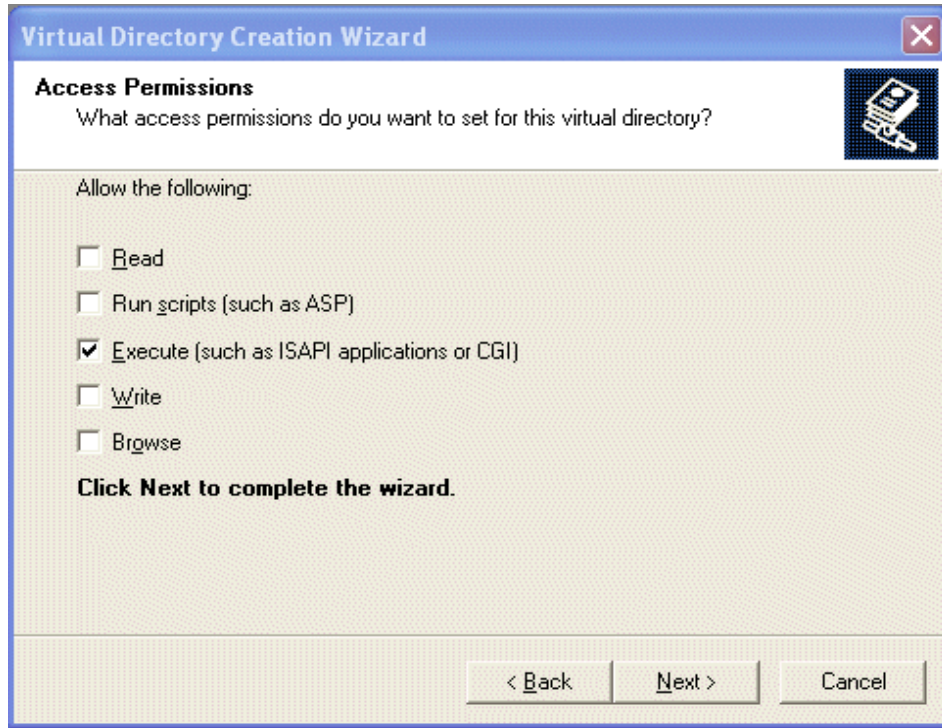 Virtual Directory Creation Wizard
Access Permissions
What access permissions do you want to set for this virtual directory?
Allow the following:
Read
Run scripts (such as ASP)
Execute (such as ISAPI applications or CGI)
Write
Browse
Click Next to complete the wizard.
< Back Next > Cancel